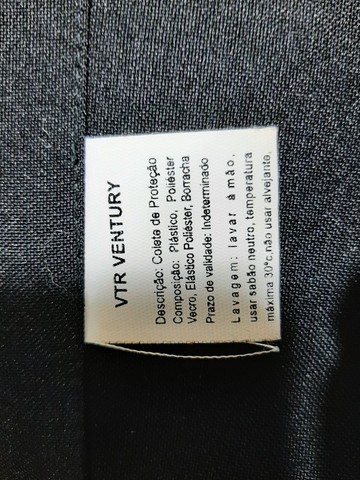 VTR VENTURY
Descrição: Colete de Proteção
Composição: Plástico, Poliéster
Vecro, Elástico Poliéster, Borracha
Prazo de validade: Indeterminado
Lavagem: lavar à mão,
usar sabão neutro, temperatura
máxima 30°c,não usar alvejante.